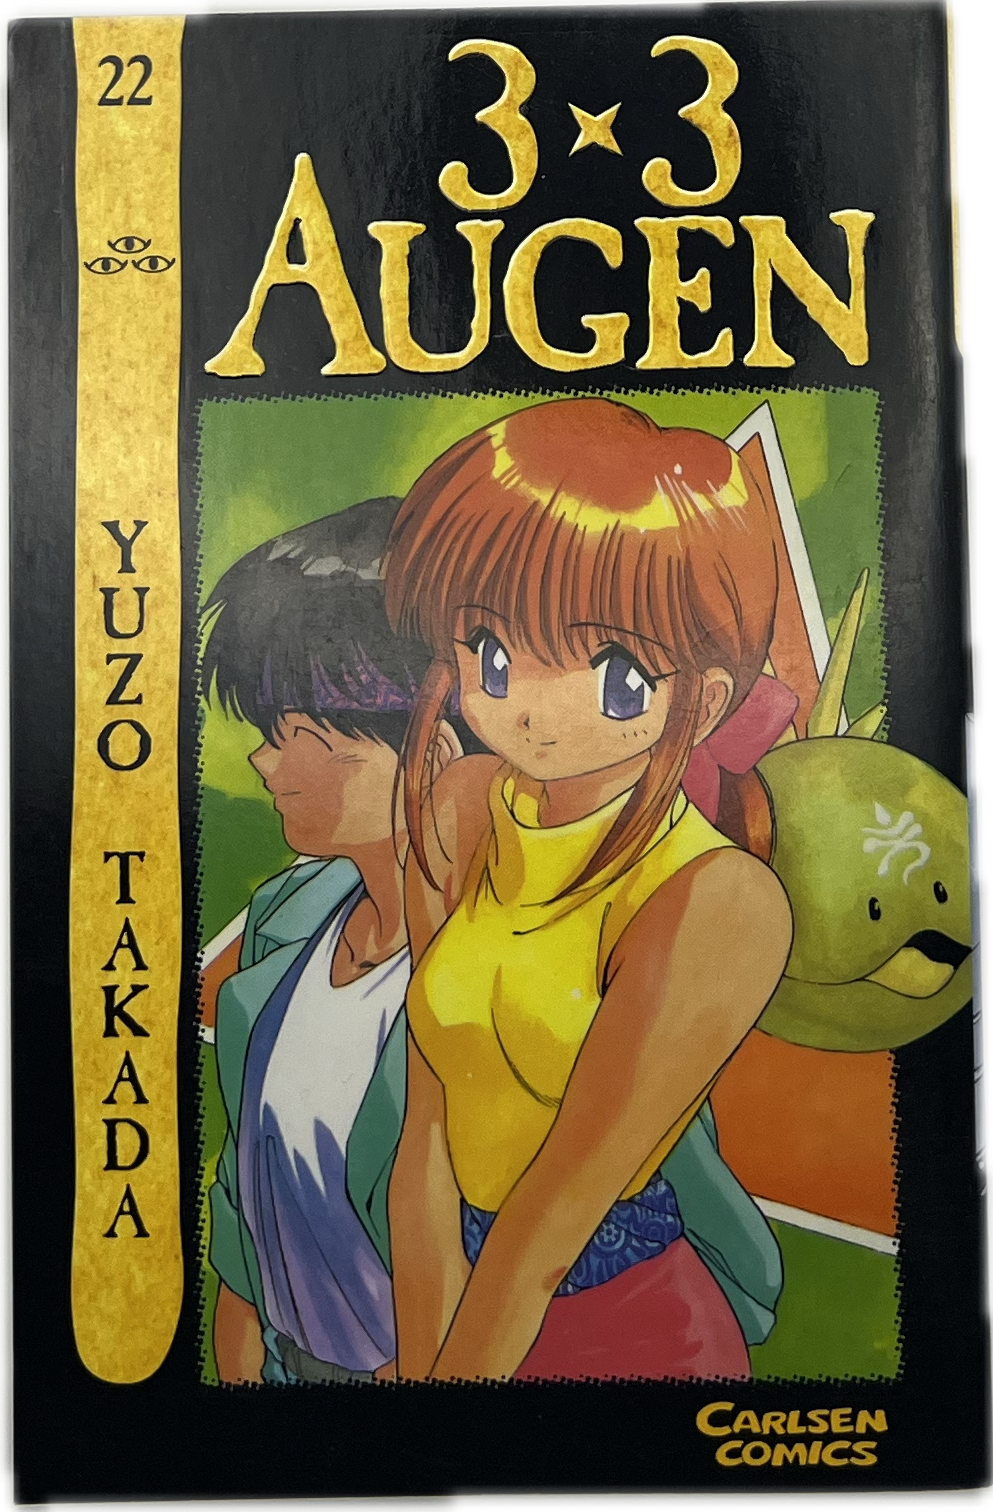 22
3×3
AUGEN
YUZO TAKADA
CARLSEN
COMICS